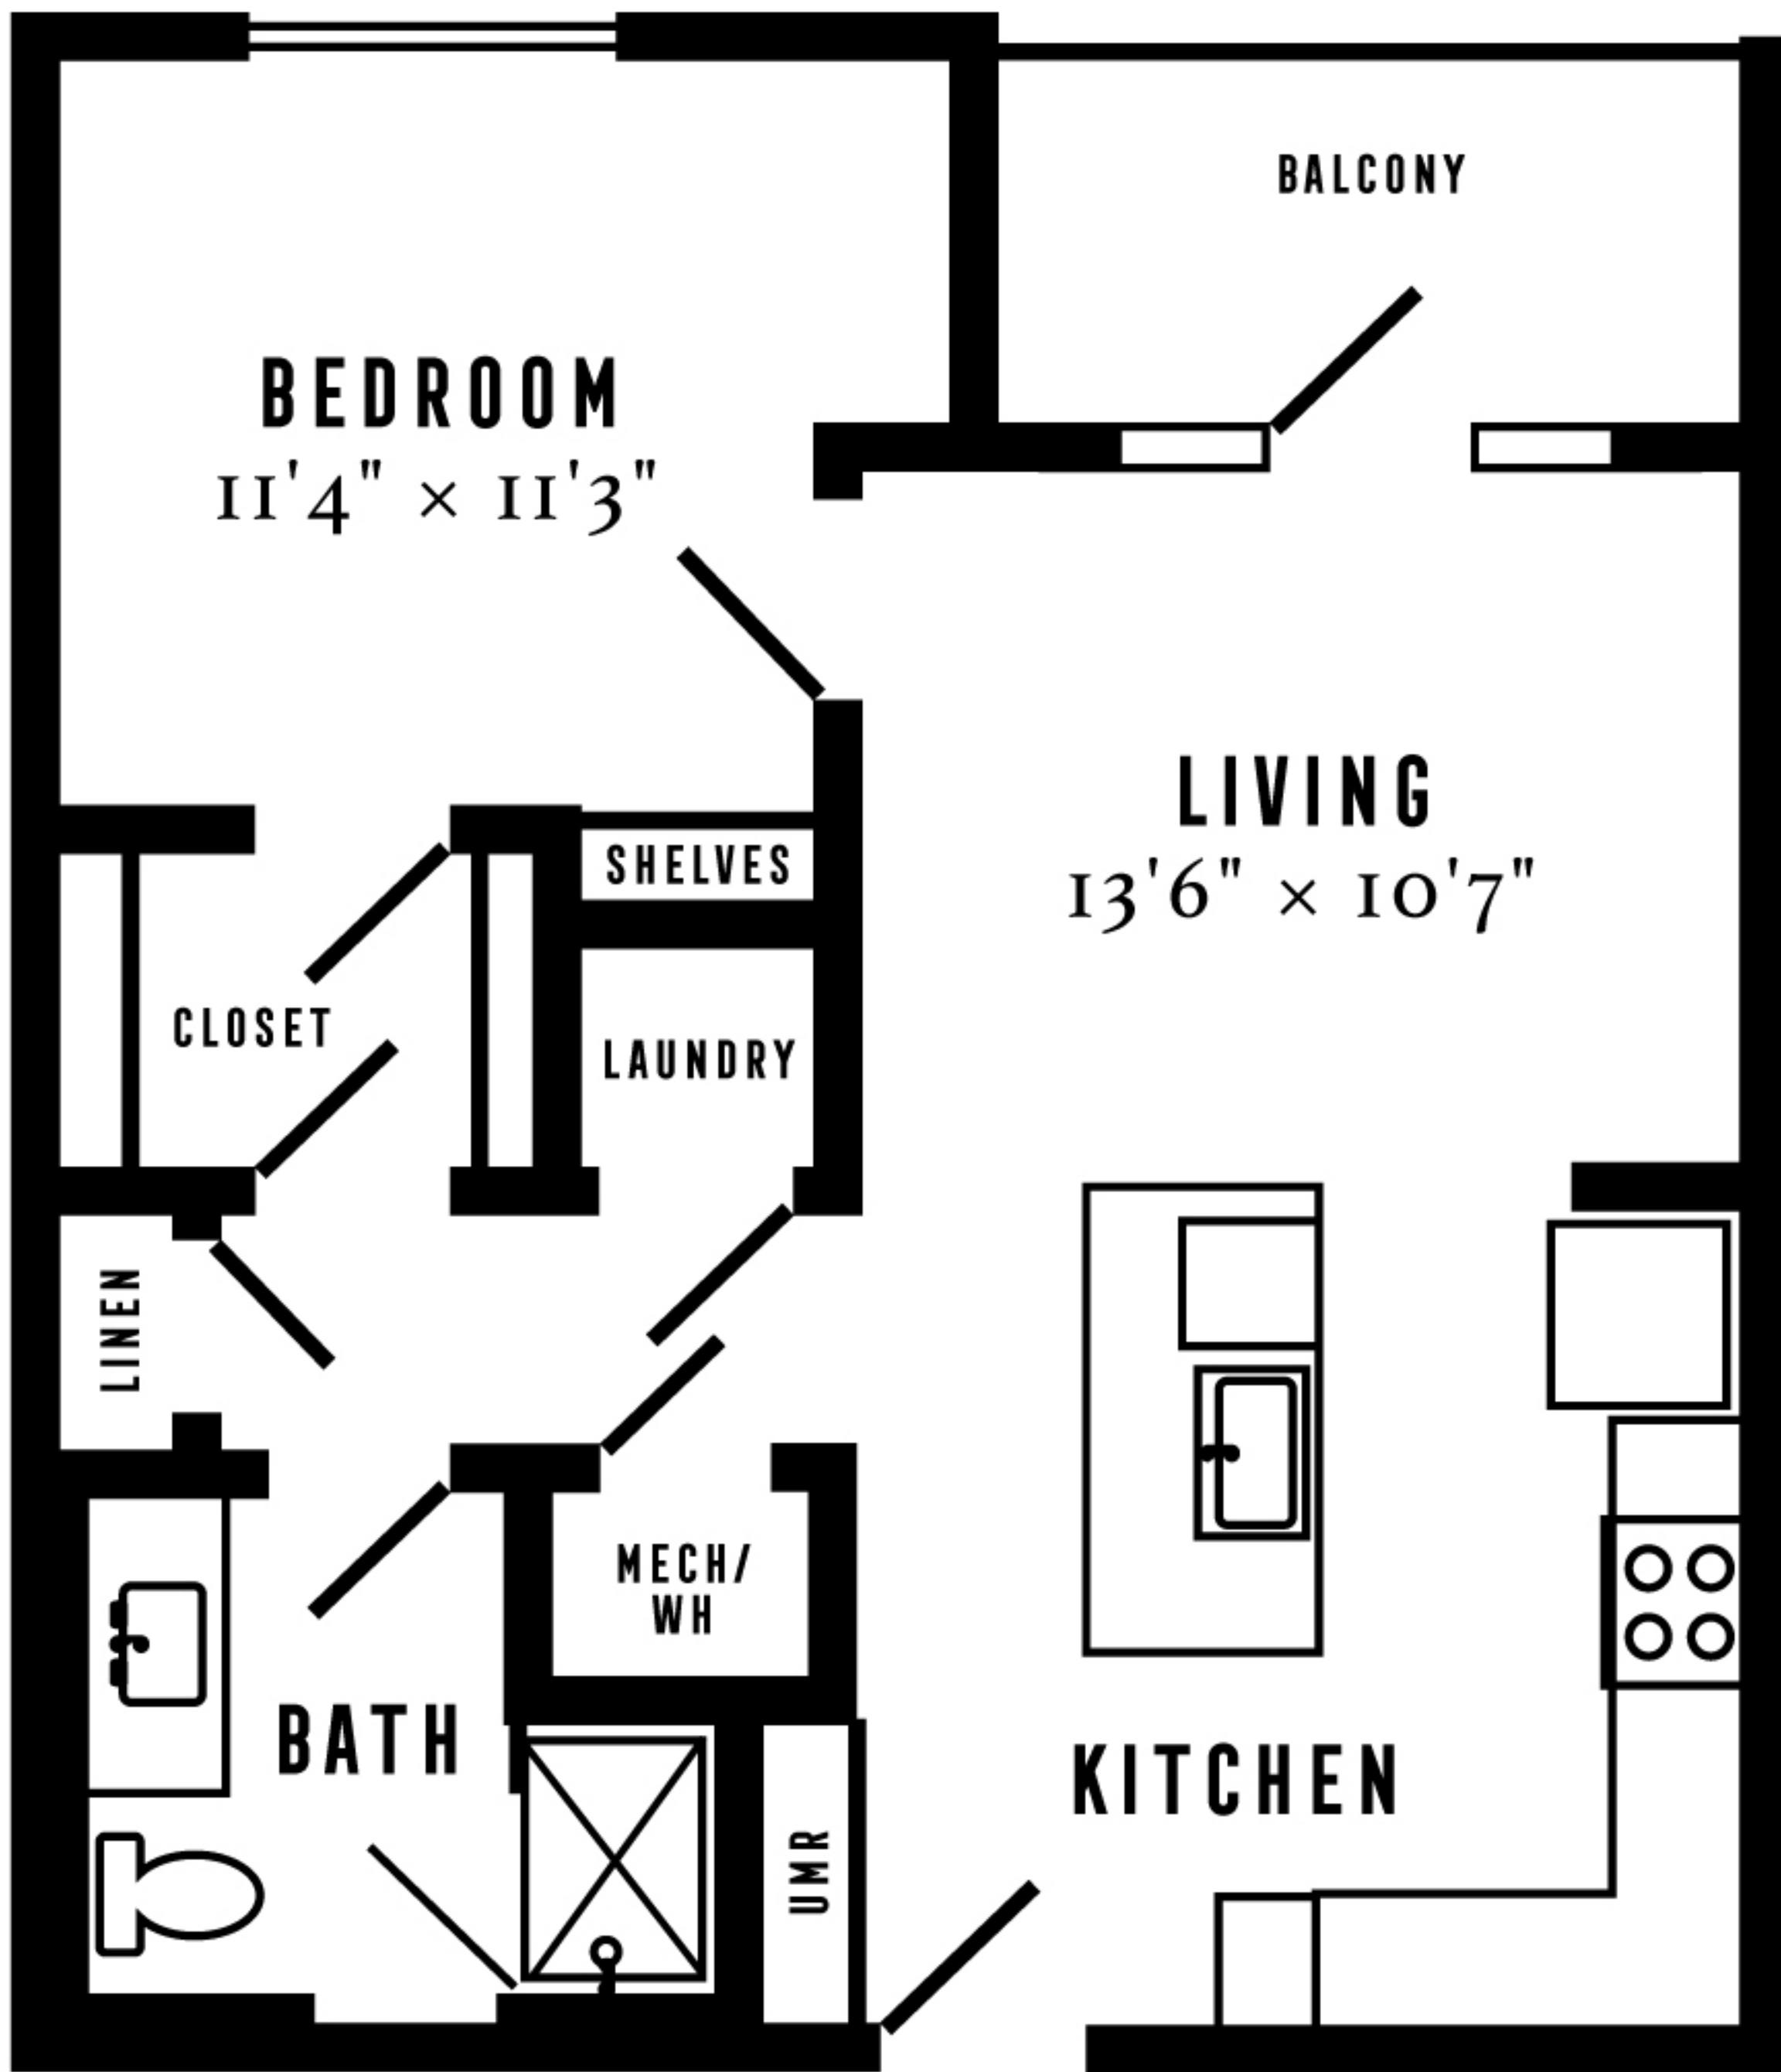 BALCONY
BEDROOM
11'4" × 11'3"
LIVING
13'6" × 10'7"
SHELVES
CLOSET
LAUNDRY
LINEN
MECH/
WH
BATH
KITCHEN
UMR